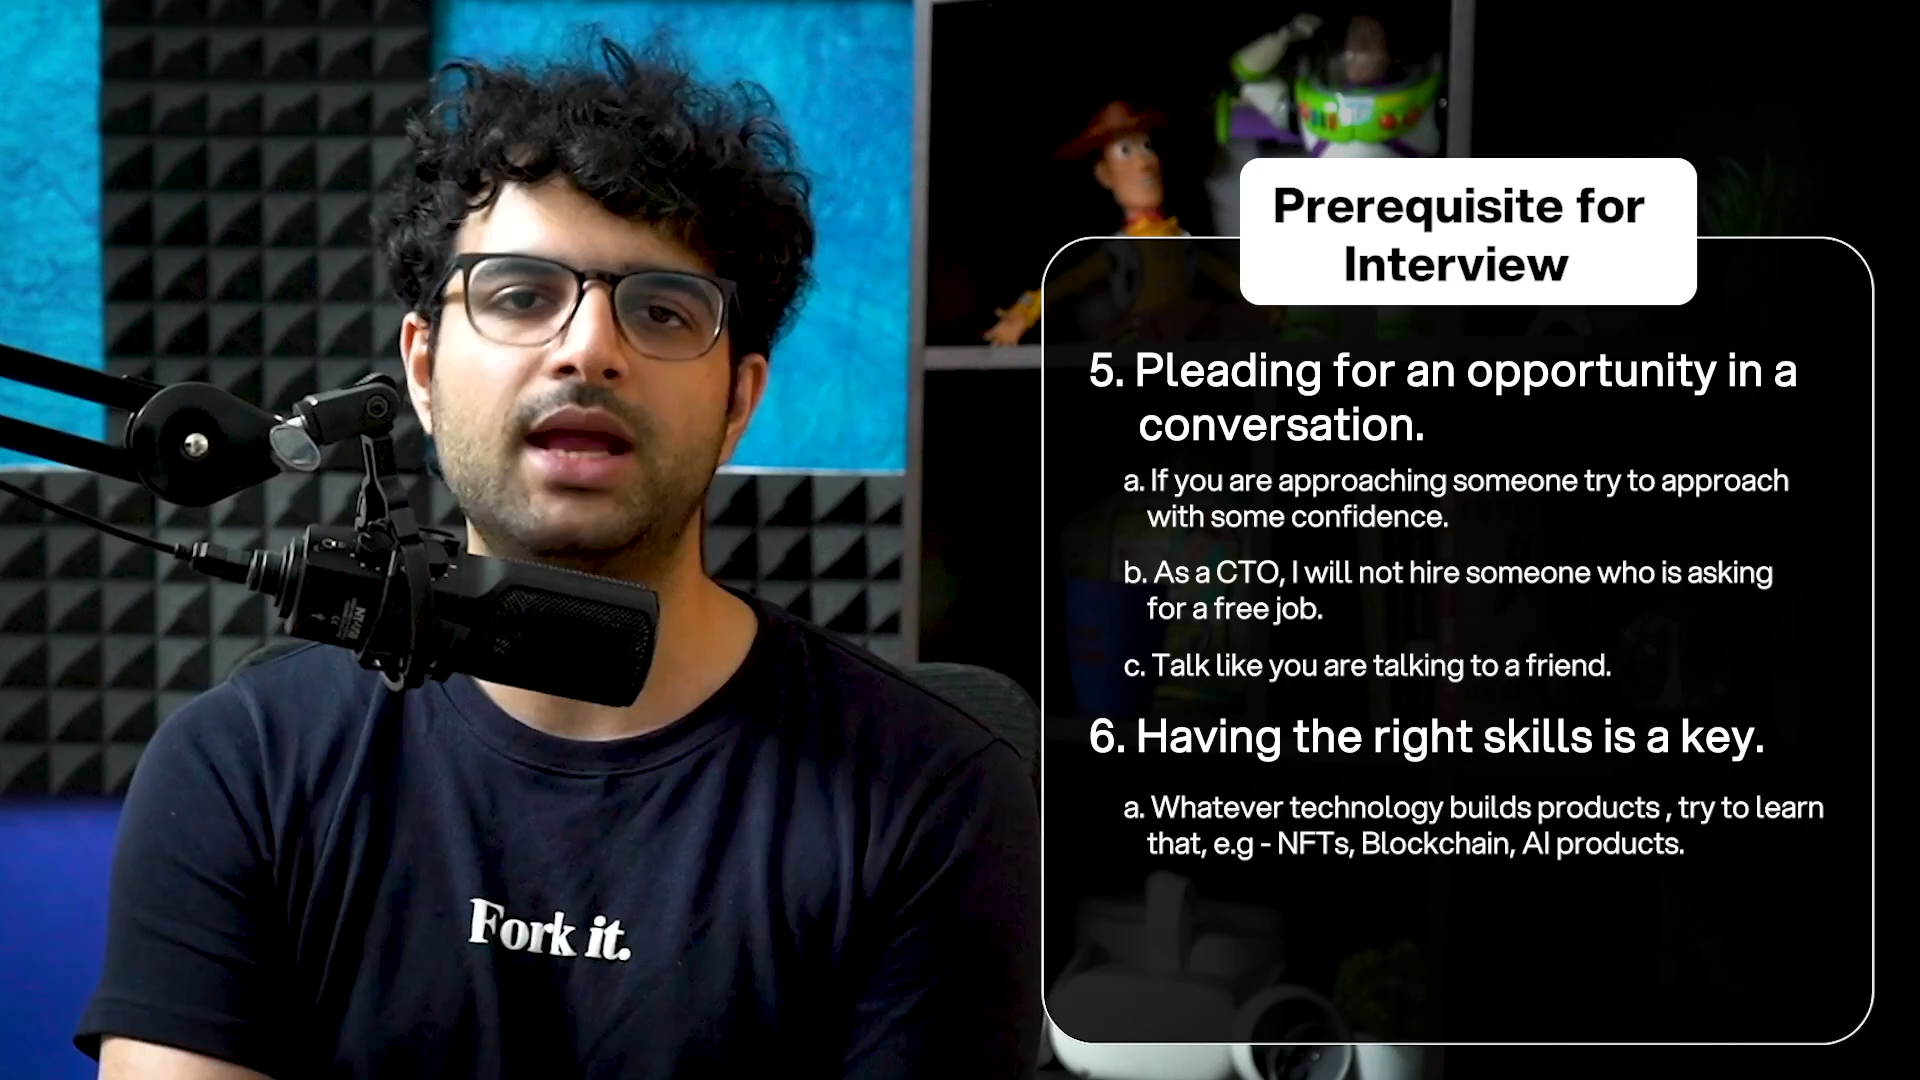 Prerequisite for
Interview
5. Pleading for an opportunity in a
conversation.
a. If you are approaching someone try to approach
with some confidence.
b. As a CTO, I will not hire someone who is asking
for a free job.
c. Talk like you are talking to a friend.
6. Having the right skills is a key.
a. Whatever technology builds products , try to learn
that, e.g - NFTs, Blockchain, AI products.
Fork it.